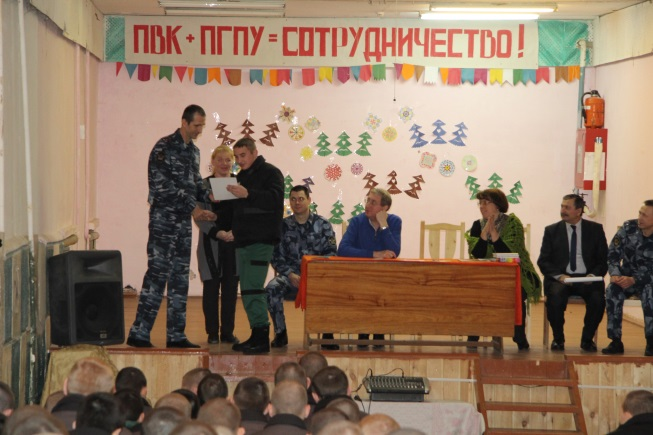 ПВК + ПГПУ = СОТРУДНИЧЕСТВО!